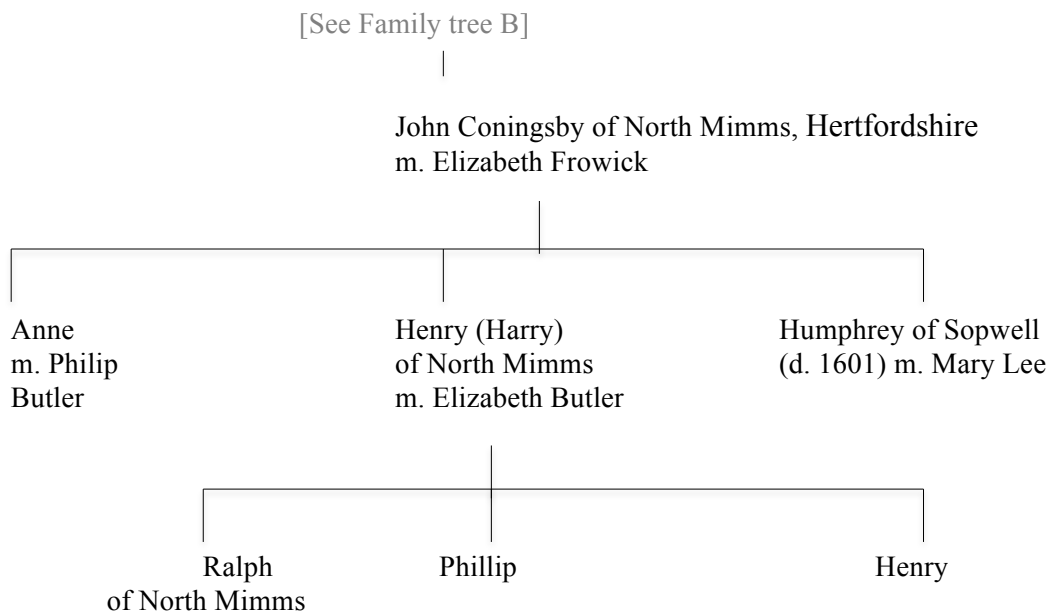 [See Family tree B]
John Coningsby of North Mimms, Hertfordshire
m. Elizabeth Frowick
Anne
m. Philip
Butler
Henry (Harry)
of North Mimms
m. Elizabeth Butler
Humphrey of Sopwell
(d. 1601) m. Mary Lee
Ralph
of North Mimms
Phillip
Henry